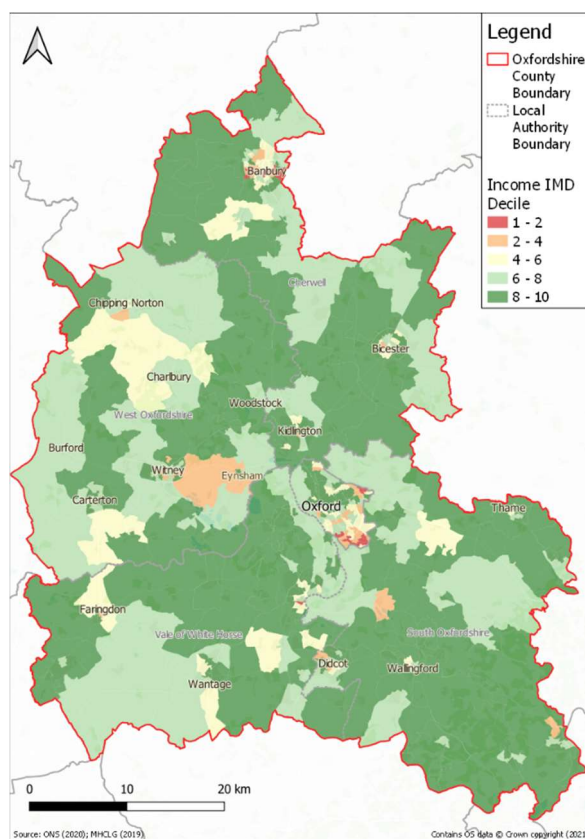 Legend
Oxfordshire
County
Boundary
Local
Authority
Boundary
Income IMD
Decile
1 - 2
2 - 4
4 - 6
6 - 8
8 - 10
Banbury
Cherwell
Chipping Norton
Bicester
Charlbury
Woodstock
West Oxfordshire
Kidlington
Burford
Witney
Eynsham
Carterton
Oxford
Thame
Faringdon
Vale of White Horse
South Oxfordshire
Didcot
Wallingford
Wantage
0 10 20 km
Source: ONS (2020); MHCLG (2019)
Contains OS data © Crown copyright